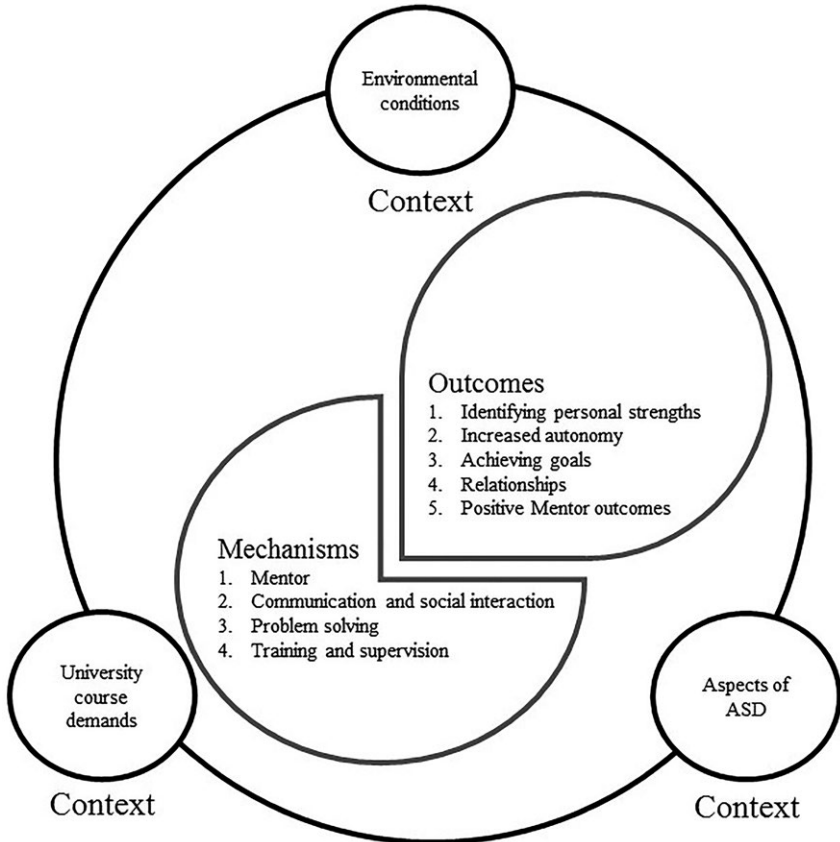 Environmental
conditions
Context
Outcomes
1. Identifying personal strengths
2. Increased autonomy
3. Achieving goals
4. Relationships
5. Positive Mentor outcomes
Mechanisms
1. Mentor
2. Communication and social interaction
3. Problem solving
4. Training and supervision
University
course
demands
Context
Aspects of
ASD
Context